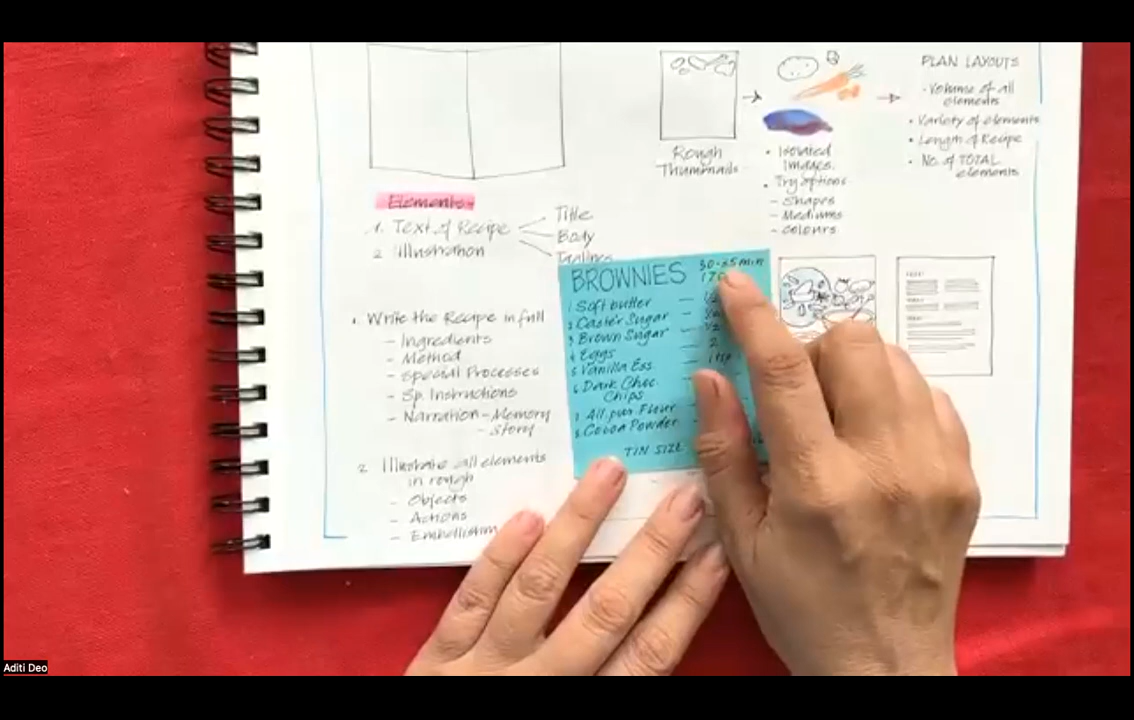 PLAN LAYOUTS
- Volume of all
elements
• Variety of elements
• Length of Recipe
• No. of TOTAL
elements
Rough
Thumbnails
• Isolated
Images.
• Try options
- Shapes
- Mediums
- colours
Elements-
1. Text of Recipe
Title
Body
2. Illustration
BROWNIES
30-35 min
1 Soft butter
2 Caster Sugar
3 Brown Sugar
4 Eggs - 2
5 Vanilla Ess. - 1 tsp
6 Dark Choc.
Chips
7 All. pur Flour
8 Cocoa Powder
TIN SIZE
1. Write the Recipe in full
- Ingredients
- Method
- Special Processes
- Sp. Instructions
- Narration - Memory
- Story
2. Illustrate all elements
in rough
- Objects
- Actions
Aditi Deo